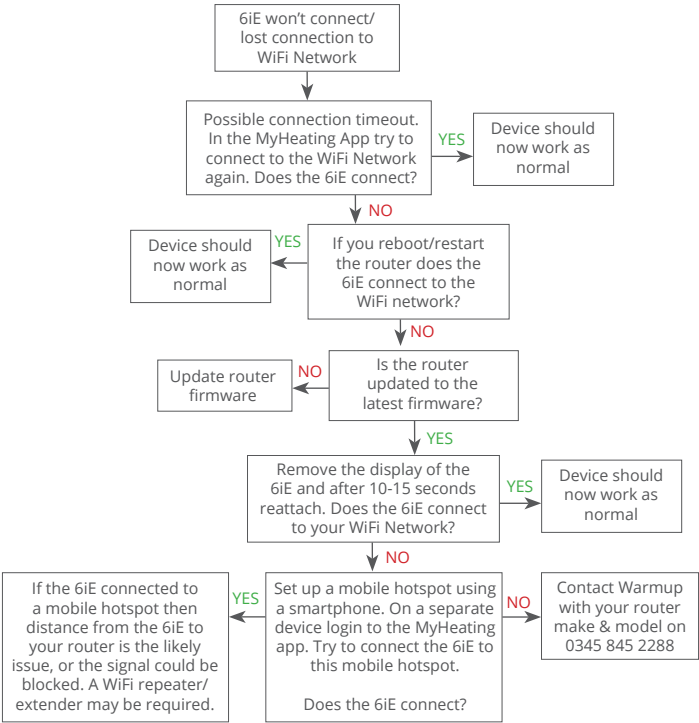 6iE won’t connect/
lost connection to
WiFi Network
Possible connection timeout.
In the MyHeating App try to
connect to the WiFi Network
again. Does the 6iE connect?
YES
Device should
now work as
normal
NO
If you reboot/restart
the router does the
6iE connect to the
WiFi network?
YES
Device should
now work as
normal
NO
Is the router
updated to the
latest firmware?
NO
Update router
firmware
YES
Remove the display of the
6iE and after 10-15 seconds
reattach. Does the 6iE connect
to your WiFi Network?
YES
Device should
now work as
normal
NO
Set up a mobile hotspot using
a smartphone. On a separate
device login to the MyHeating
app. Try to connect the 6iE to
this mobile hotspot.
Does the 6iE connect?
YES
If the 6iE connected to
a mobile hotspot then
distance from the 6iE to
your router is the likely
issue, or the signal could be
blocked. A WiFi repeater/
extender may be required.
NO
Contact Warmup
with your router
make & model on
0345 845 2288